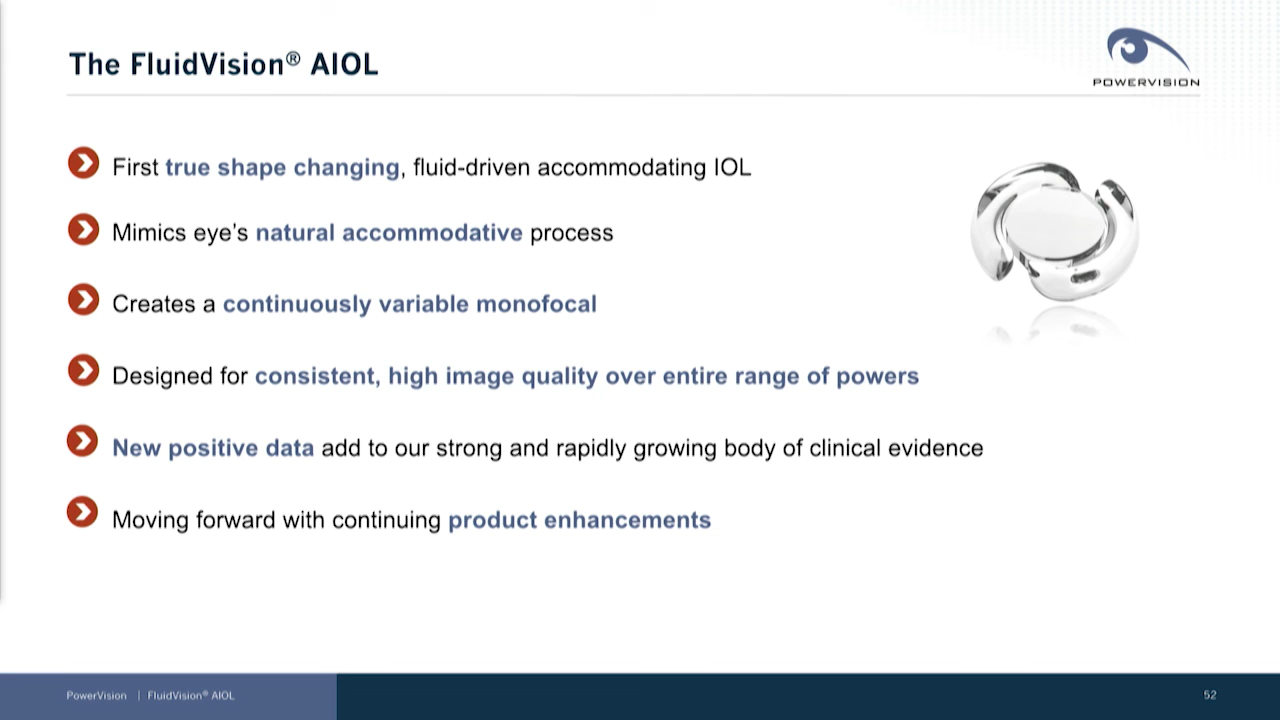 The FluidVision® AIOL
POWERVISION
First true shape changing, fluid-driven accommodating IOL
Mimics eye’s natural accommodative process
Creates a continuously variable monofocal
Designed for consistent, high image quality over entire range of powers
New positive data add to our strong and rapidly growing body of clinical evidence
Moving forward with continuing product enhancements
PowerVision | FluidVision® AIOL
52